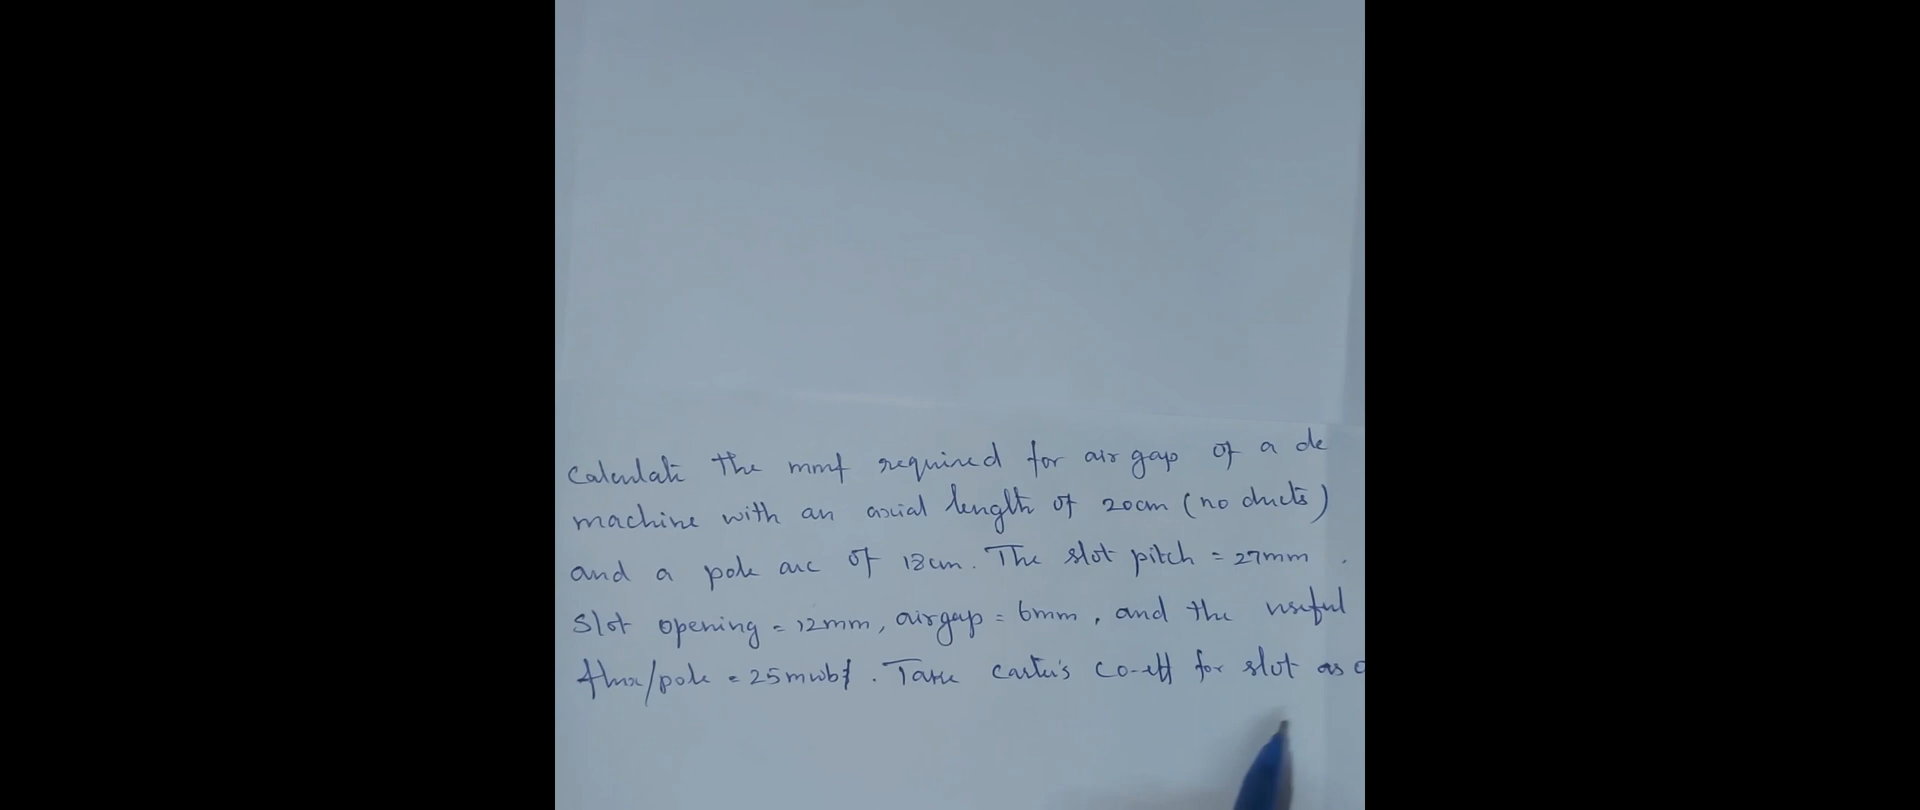 Calculate the mmf required for air gap of a dc
machine with an axial length of 20cm (no ducts)
and a pole arc of 18cm. The slot pitch = 27mm.
Slot opening = 12mm, airgap = 6mm, and the useful
flux/pole = 25mwb. Take carter's co-eff for slot as